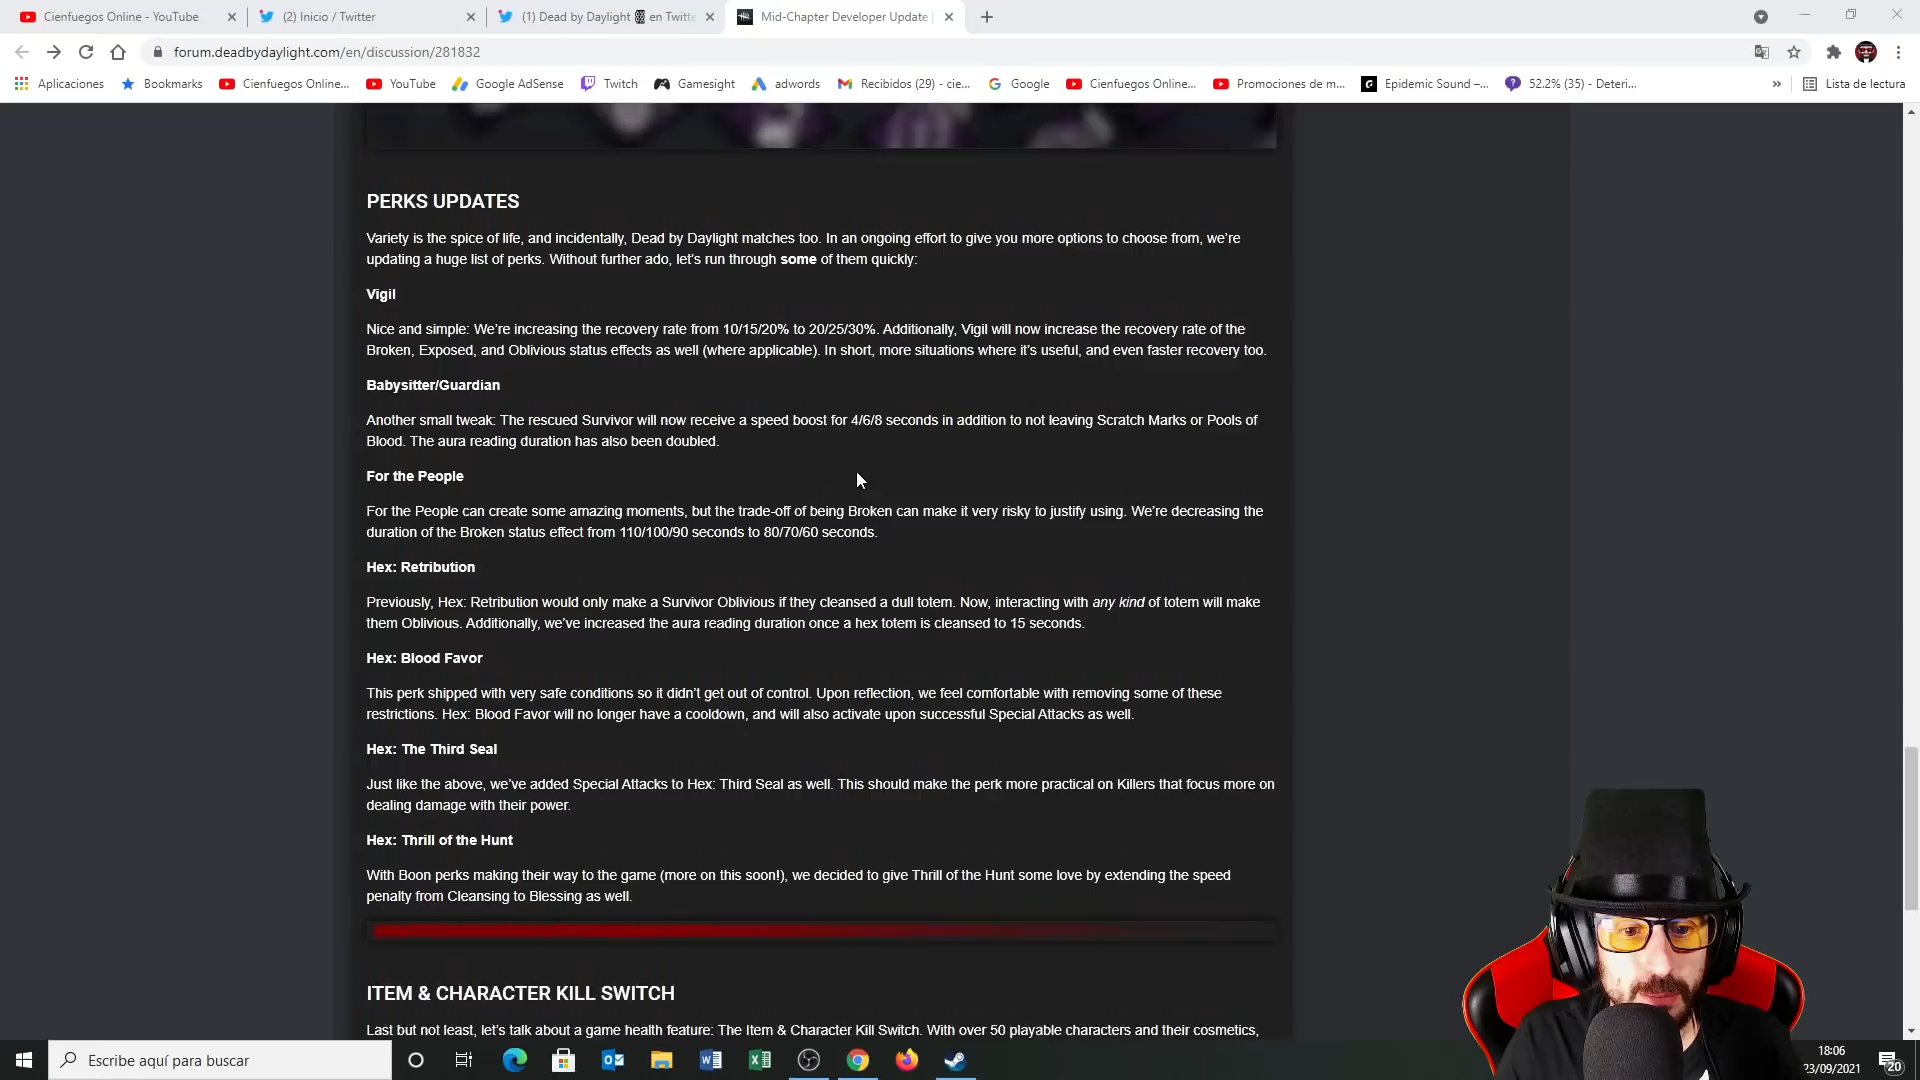 Cienfuegos Online - YouTube
(2) Inicio / Twitter
(1) Dead by Daylight en Twitte
Mid-Chapter Developer Update |
forum.deadbydaylight.com/en/discussion/281832
Aplicaciones
Bookmarks
Cienfuegos Online...
YouTube
Google AdSense
Twitch
Gamesight
adwords
Recibidos (29) - cie...
Google
Cienfuegos Online...
Promociones de m...
Epidemic Sound –...
52.2% (35) - Deteri...
»
Lista de lectura
PERKS UPDATES
Variety is the spice of life, and incidentally, Dead by Daylight matches too. In an ongoing effort to give you more options to choose from, we’re
updating a huge list of perks. Without further ado, let’s run through some of them quickly:
Vigil
Nice and simple: We’re increasing the recovery rate from 10/15/20% to 20/25/30%. Additionally, Vigil will now increase the recovery rate of the
Broken, Exposed, and Oblivious status effects as well (where applicable). In short, more situations where it’s useful, and even faster recovery too.
Babysitter/Guardian
Another small tweak: The rescued Survivor will now receive a speed boost for 4/6/8 seconds in addition to not leaving Scratch Marks or Pools of
Blood. The aura reading duration has also been doubled.
For the People
For the People can create some amazing moments, but the trade-off of being Broken can make it very risky to justify using. We’re decreasing the
duration of the Broken status effect from 110/100/90 seconds to 80/70/60 seconds.
Hex: Retribution
Previously, Hex: Retribution would only make a Survivor Oblivious if they cleansed a dull totem. Now, interacting with any kind of totem will make
them Oblivious. Additionally, we’ve increased the aura reading duration once a hex totem is cleansed to 15 seconds.
Hex: Blood Favor
This perk shipped with very safe conditions so it didn’t get out of control. Upon reflection, we feel comfortable with removing some of these
restrictions. Hex: Blood Favor will no longer have a cooldown, and will also activate upon successful Special Attacks as well.
Hex: The Third Seal
Just like the above, we’ve added Special Attacks to Hex: Third Seal as well. This should make the perk more practical on Killers that focus more on
dealing damage with their power.
Hex: Thrill of the Hunt
With Boon perks making their way to the game (more on this soon!), we decided to give Thrill of the Hunt some love by extending the speed
penalty from Cleansing to Blessing as well.
ITEM & CHARACTER KILL SWITCH
Last but not least, let’s talk about a game health feature: The Item & Character Kill Switch. With over 50 playable characters and their cosmetics,
Escribe aquí para buscar
18:06
23/09/2021
20